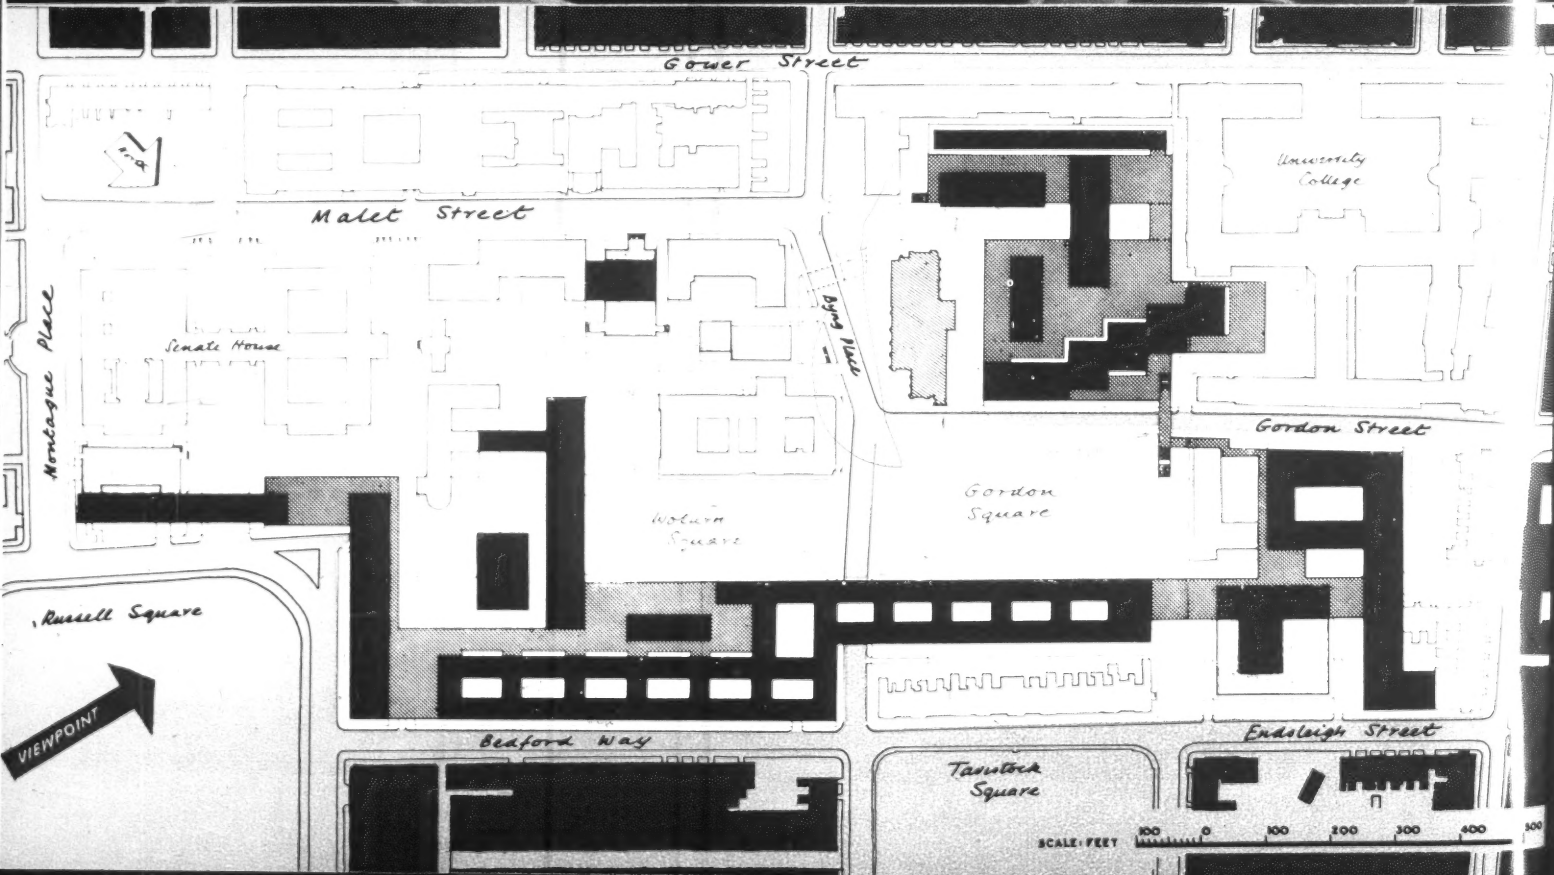 Gower Street
North
University
College
Malet Street
Montague Place
Senate House
Byng Place
Gordon Street
Gordon
Square
Woburn
Square
Russell Square
VIEWPOINT
Bedford Way
Endsleigh Street
Tavistock
Square
SCALE: FEET 100 0 100 200 300 400 500